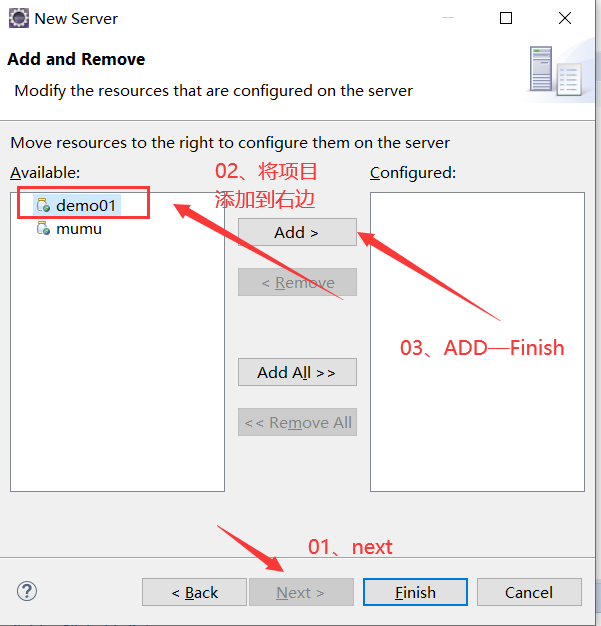 New Server
Add and Remove
Modify the resources that are configured on the server
Move resources to the right to configure them on the server
Available:
02、将项目
添加到右边
Configured:
demo01
mumu
Add >
< Remove
03、ADD—Finish
Add All >>
<< Remove All
01、next
?
< Back
Next >
Finish
Cancel